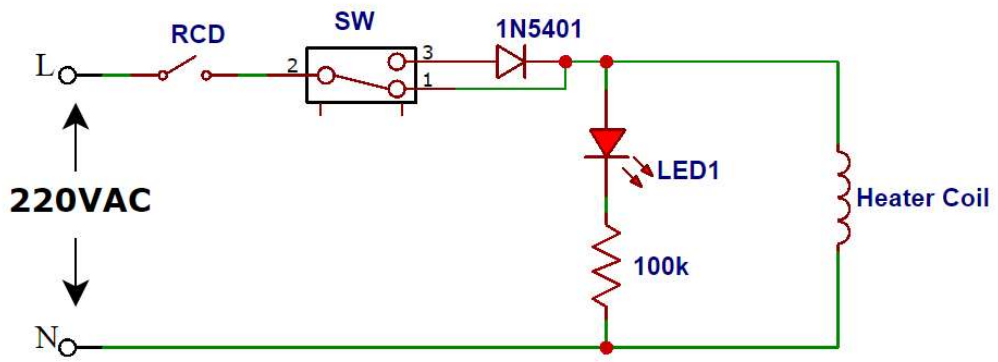 SW
1N5401
RCD
3
L
2
1
220VAC
LED1
Heater Coil
100k
N